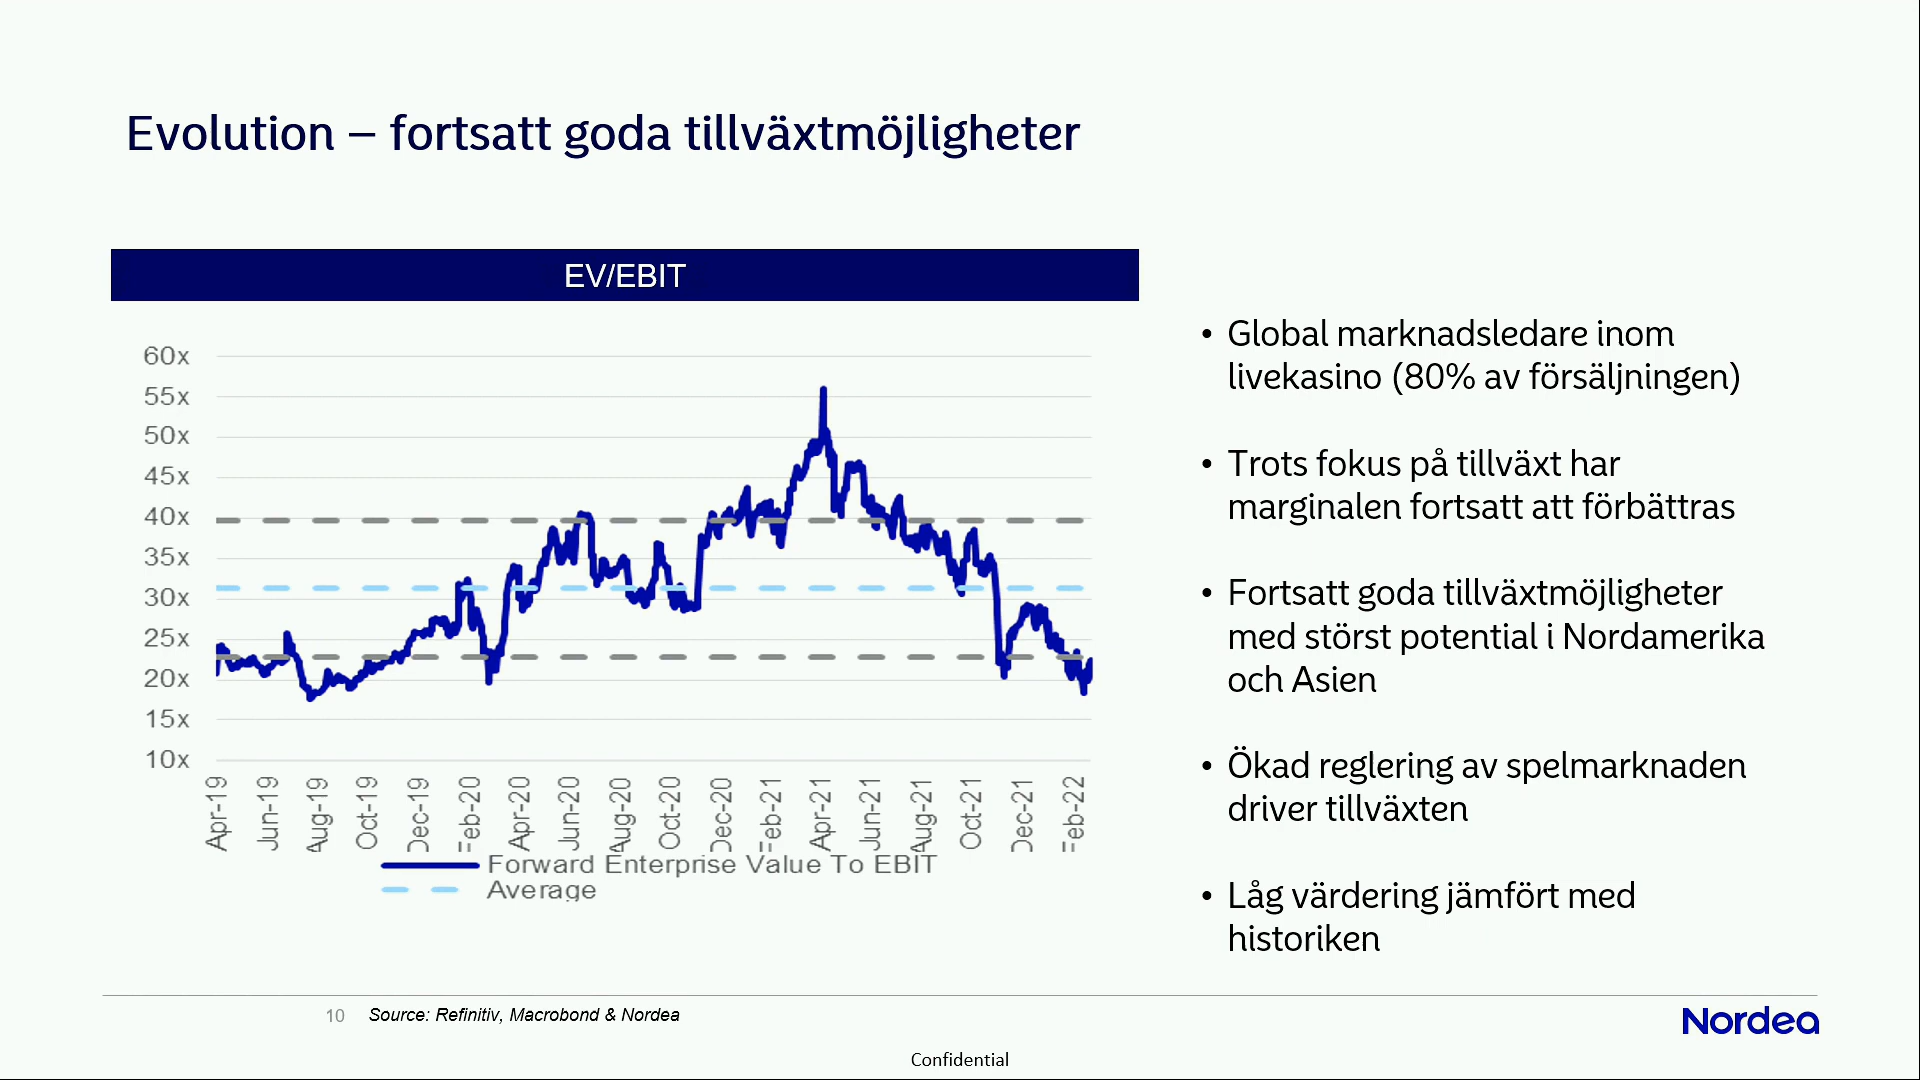 Evolution – fortsatt goda tillväxtmöjligheter
EV/EBIT
60x
55x
50x
45x
40x
35x
30x
25x
20x
15x
10x
Apr-19
Jun-19
Aug-19
Oct-19
Dec-19
Feb-20
Apr-20
Jun-20
Aug-20
Oct-20
Dec-20
Feb-21
Apr-21
Jun-21
Aug-21
Oct-21
Dec-21
Feb-22
Forward Enterprise Value To EBIT
Average
• Global marknadsledare inom
livekasino (80% av försäljningen)
• Trots fokus på tillväxt har
marginalen fortsatt att förbättras
• Fortsatt goda tillväxtmöjligheter
med störst potential i Nordamerika
och Asien
• Ökad reglering av spelmarknaden
driver tillväxten
• Låg värdering jämfört med
historiken
10 Source: Refinitiv, Macrobond & Nordea
Nordea
Confidential